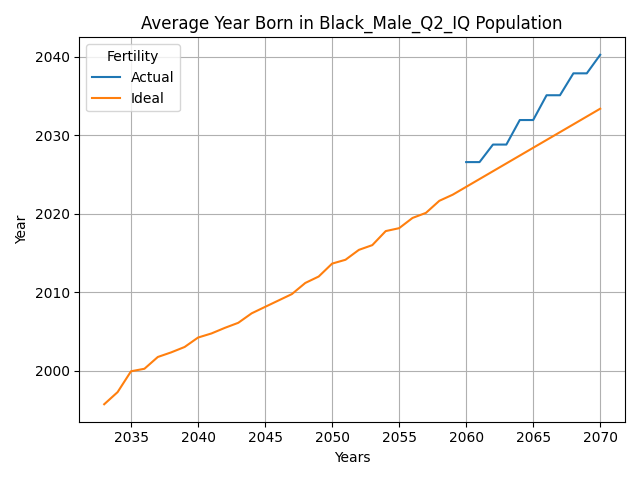 Average Year Born in Black_Male_Q2_IQ Population
Fertility
Actual
Ideal
Year
2040
2030
2020
2010
2000
2035 2040 2045 2050 2055 2060 2065 2070
Years